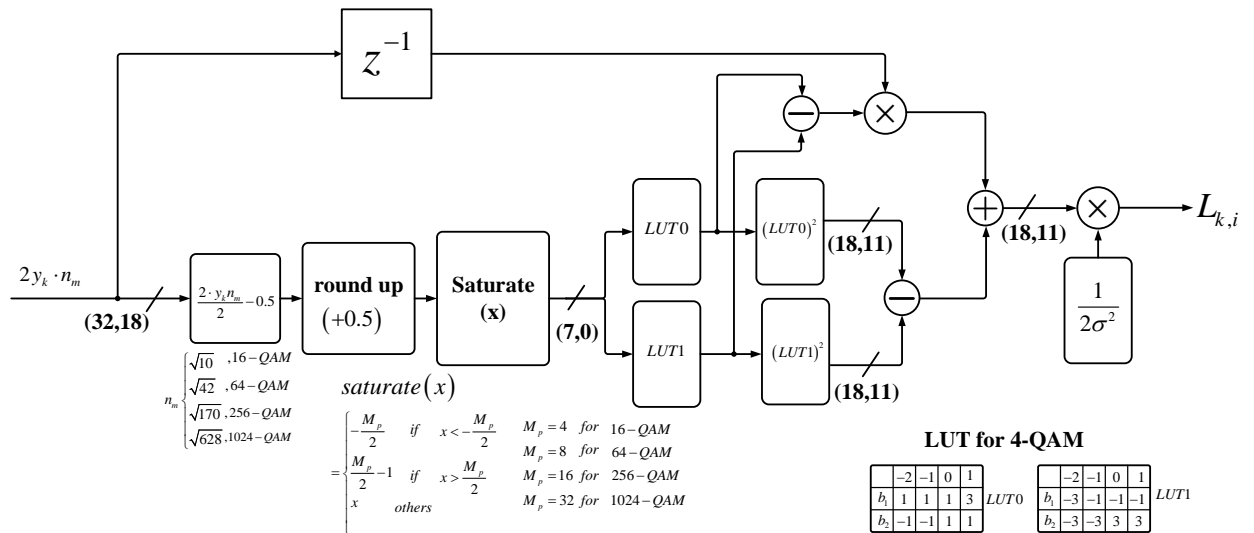 z⁻¹
2y_k · n_m
(32,18)
(2 · y_k n_m)/2 − 0.5
round up
(+0.5)
Saturate
(x)
(7,0)
LUT0
(LUT0)²
(18,11)
LUT1
(LUT1)²
(18,11)
(18,11)
1/(2σ²)
L_{k,i}
n_m { √10 , 16 − QAM
√42 , 64 − QAM
√170 , 256 − QAM
√628 , 1024 − QAM
saturate(x)
= { −M_p/2 if x < −M_p/2
M_p/2 − 1 if x > M_p/2
x others
M_p = 4 for 16 − QAM
M_p = 8 for 64 − QAM
M_p = 16 for 256 − QAM
M_p = 32 for 1024 − QAM
LUT for 4-QAM
−2 −1 0 1
b₁ 1 1 1 3
b₂ −1 −1 1 1
LUT0
−2 −1 0 1
b₁ −3 −1 −1 −1
b₂ −3 −3 3 3
LUT1